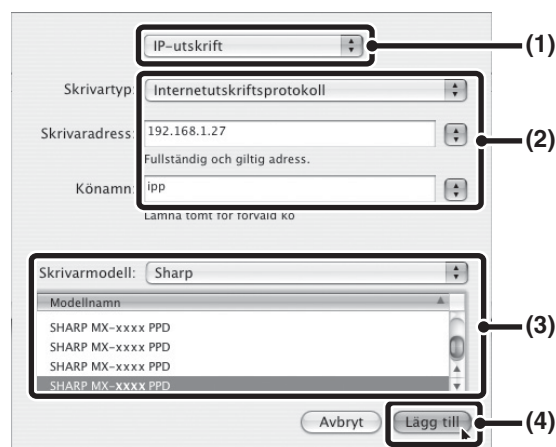 IP-utskrift
(1)
Skrivartyp: Internetutskriftsprotokoll
Skrivaradress: 192.168.1.27
Fullständig och giltig adress.
(2)
Könamn: ipp
Lämna tomt för förvald kö
Skrivarmodell: Sharp
Modellnamn
SHARP MX-xxxx PPD
SHARP MX-xxxx PPD
(3)
SHARP MX-xxxx PPD
SHARP MX-xxxx PPD
Avbryt Lägg till
(4)